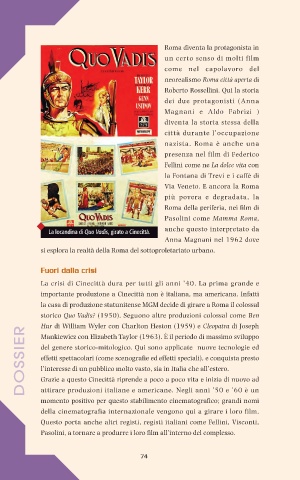 QUO VADIS
TAYLOR
KERR
GENN
USTINOV
QUO VADIS
La locandina di Quo Vadis, girato a Cinecittà.
Roma diventa la protagonista in
un certo senso di molti film
come nel capolavoro del
neorealismo Roma città aperta di
Roberto Rossellini. Qui la storia
dei due protagonisti (Anna
Magnani e Aldo Fabrizi )
diventa la storia stessa della
città durante l'occupazione
nazista. Roma è anche una
presenza nel film di Federico
Fellini come ne La dolce vita con
la Fontana di Trevi e i caffè di
Via Veneto. E ancora la Roma
più povera e degradata, la
Roma della periferia, nei film di
Pasolini come Mamma Roma,
anche questo interpretato da
Anna Magnani nel 1962 dove
si esplora la realtà della Roma del sottoproletariato urbano.
Fuori dalla crisi
La crisi di Cinecittà dura per tutti gli anni '40. La prima grande e
importante produzione a Cinecittà non è italiana, ma americana. Infatti
la casa di produzione statunitense MGM decide di girare a Roma il colossal
storico Quo Vadis? (1950). Seguono altre produzioni colossal come Ben
Hur di William Wyler con Charlton Heston (1959) e Cleopatra di Joseph
Mankiewicz con Elizabeth Taylor (1963). È il periodo di massimo sviluppo
del genere storico-mitologico. Qui sono applicate nuove tecnologie ed
effetti spettacolari (come scenografie ed effetti speciali), e conquista presto
l'interesse di un pubblico molto vasto, sia in Italia che all'estero.
Grazie a questo Cinecittà riprende a poco a poco vita e inizia di nuovo ad
attirare produzioni italiane e americane. Negli anni '50 e '60 è un
momento positivo per questo stabilimento cinematografico; grandi nomi
della cinematografia internazionale vengono qui a girare i loro film.
Questo porta anche altri registi, registi italiani come Fellini, Visconti,
Pasolini, a tornare a produrre i loro film all'interno del complesso.
DOSSIER
74